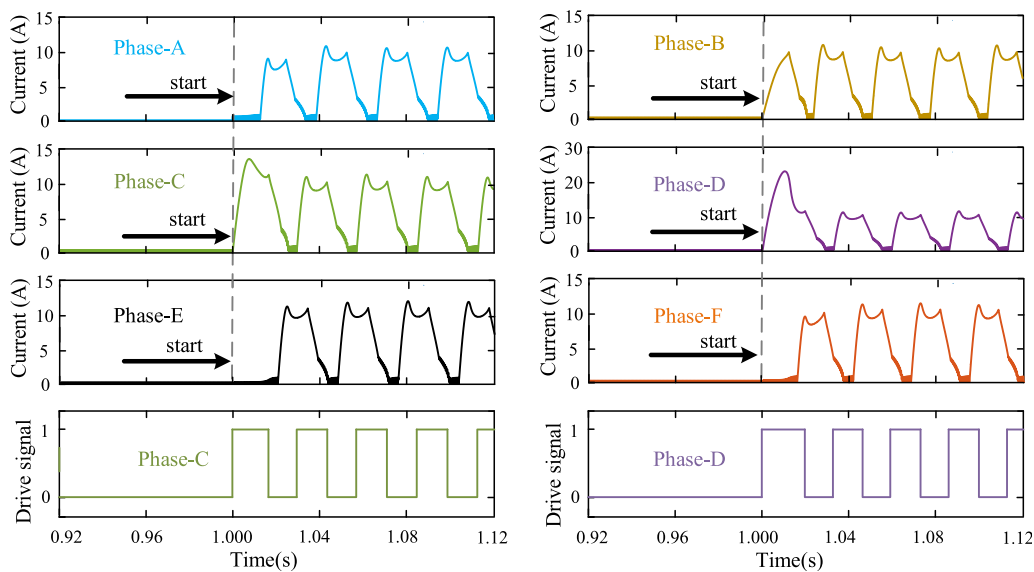 15
10
5
0
Current (A)
Phase-A
start
15
10
5
0
Current (A)
Phase-B
start
15
10
5
0
Current (A)
Phase-C
start
30
20
10
0
Current (A)
Phase-D
start
15
10
5
0
Current (A)
Phase-E
start
15
10
5
0
Current (A)
Phase-F
start
1
0
Drive signal
Phase-C
0.92 0.96 1.000 1.04 1.08 1.12
Time(s)
1
0
Drive signal
Phase-D
0.92 0.96 1.000 1.04 1.08 1.12
Time(s)